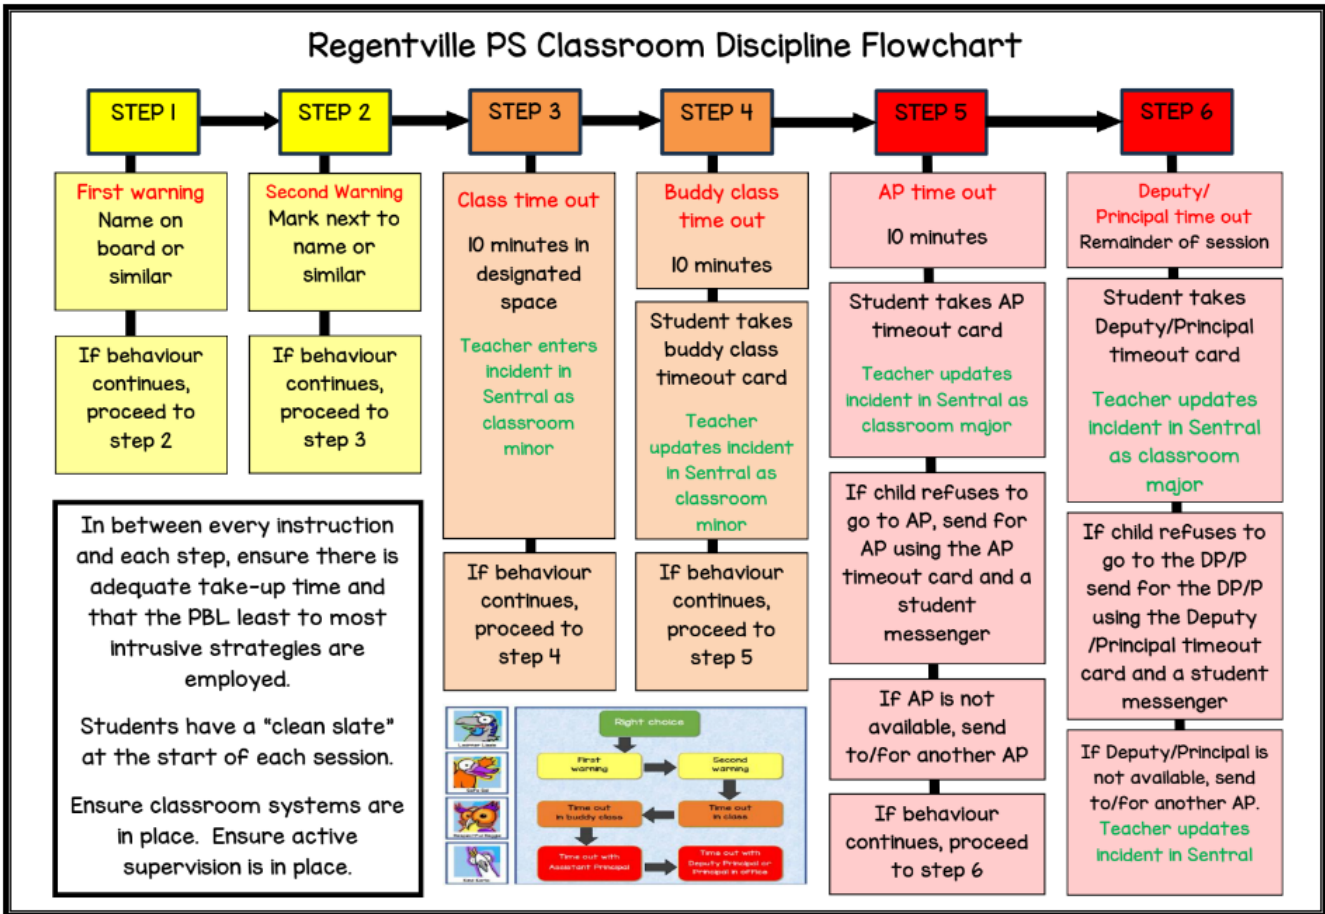 Regentville PS Classroom Discipline Flowchart
STEP 1
STEP 2
STEP 3
STEP 4
STEP 5
STEP 6
First warning
Name on
board or
similar
If behaviour
continues,
proceed to
step 2
Second Warning
Mark next to
name or
similar
If behaviour
continues,
proceed to
step 3
Class time out
10 minutes in
designated
space
Teacher enters
incident in
Sentral as
classroom
minor
If behaviour
continues,
proceed to
step 4
Buddy class
time out
10 minutes
Student takes
buddy class
timeout card
Teacher
updates incident
in Sentral as
classroom
minor
If behaviour
continues,
proceed to
step 5
AP time out
10 minutes
Student takes AP
timeout card
Teacher updates
incident in Sentral as
classroom major
If child refuses to
go to AP, send for
AP using the AP
timeout card and a
student
messenger
If AP is not
available, send
to/for another AP
If behaviour
continues, proceed
to step 6
Deputy/
Principal time out
Remainder of session
Student takes
Deputy/Principal
timeout card
Teacher updates
incident in Sentral
as classroom
major
If child refuses to
go to the DP/P
send for the DP/P
using the Deputy
/Principal timeout
card and a student
messenger
If Deputy/Principal is
not available, send
to/for another AP.
Teacher updates
incident in Sentral
In between every instruction
and each step, ensure there is
adequate take-up time and
that the PBL least to most
intrusive strategies are
employed.
Students have a "clean slate"
at the start of each session.
Ensure classroom systems are
in place. Ensure active
supervision is in place.
Right choice
First
warning
Second
warning
Time out
in buddy class
Time out
in class
Time out with
Assistant Principal
Time out with
Deputy Principal or
Principal in office